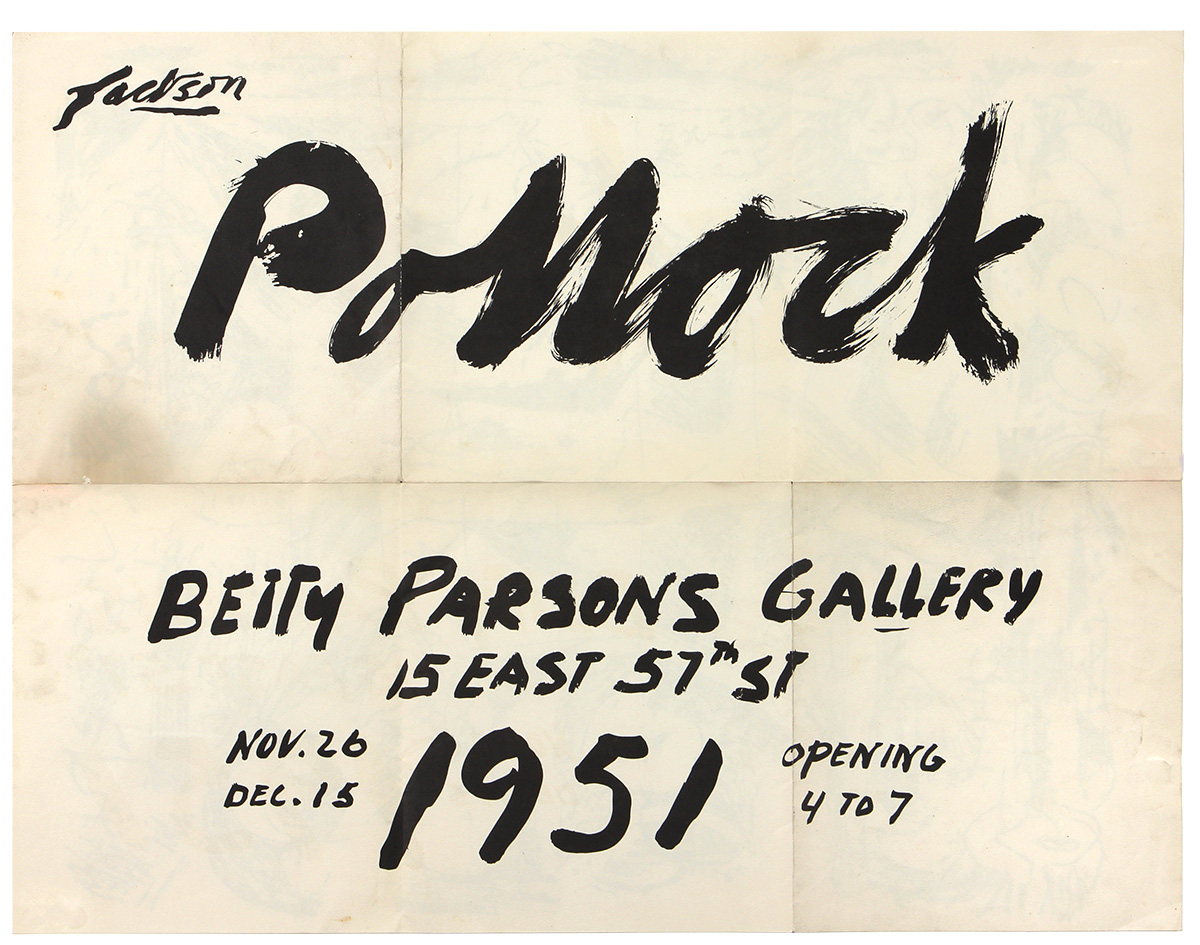 Jackson
Pollock
BETTY PARSONS GALLERY
15 EAST 57TH ST
NOV. 26
DEC. 15
1951
OPENING
4 TO 7